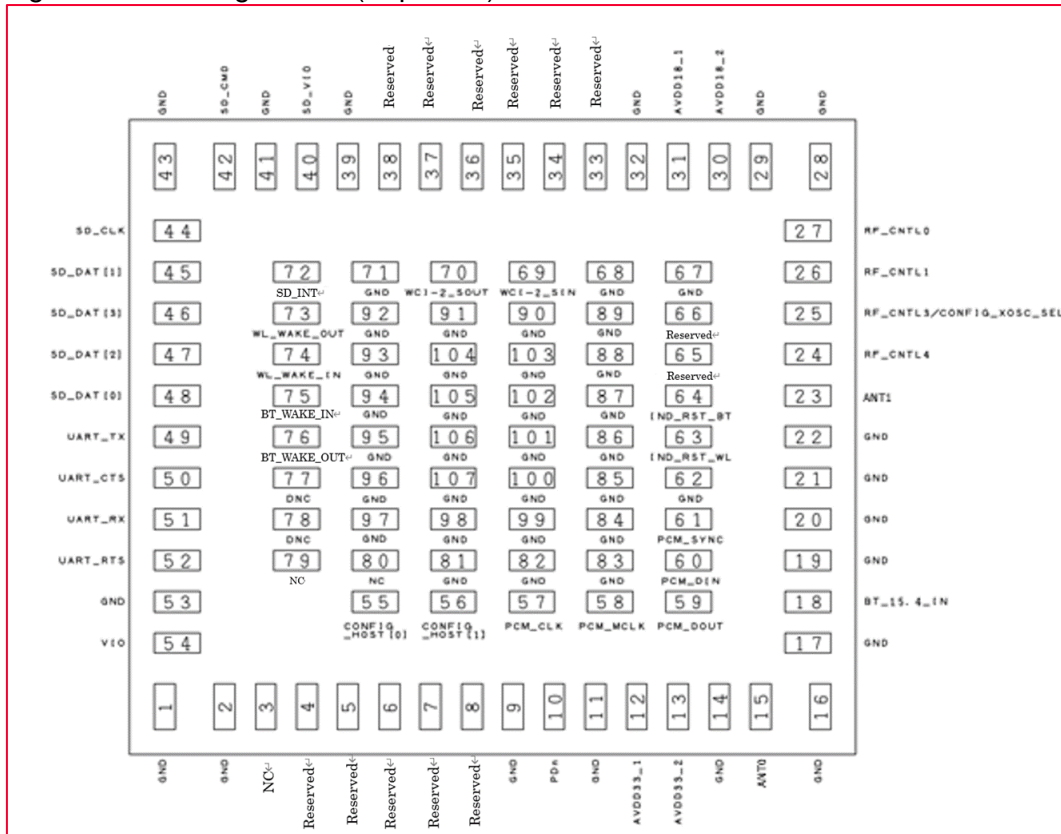 GND SD_CMD GND SD_VIO GND Reserved Reserved Reserved Reserved Reserved Reserved GND AVDD18_1 AVDD18_2 GND GND
43 42 41 40 39 38 37 36 35 34 33 32 31 30 29 28
SD_CLK 44 27 RF_CNTL0
SD_DAT[1] 45 72 71 70 69 68 67 26 RF_CNTL1
SD_INT GND WCI-2_SOUT WCI-2_SIN GND GND
SD_DAT[3] 46 73 92 91 90 89 66 25 RF_CNTL3/CONFIG_XOSC_SEL
WL_WAKE_OUT GND GND GND GND Reserved
SD_DAT[2] 47 74 93 104 103 88 65 24 RF_CNTL4
WL_WAKE_IN GND GND GND GND Reserved
SD_DAT[0] 48 75 94 105 102 87 64 23 ANT1
BT_WAKE_IN GND GND GND GND IND_RST_BT
UART_TX 49 76 95 106 101 86 63 22 GND
BT_WAKE_OUT GND GND GND GND IND_RST_WL
UART_CTS 50 77 96 107 100 85 62 21 GND
DNC GND GND GND GND GND
UART_RX 51 78 97 98 99 84 61 20 GND
DNC GND GND GND GND PCM_SYNC
UART_RTS 52 79 80 81 82 83 60 19 GND
NC NC GND GND GND PCM_DIN
GND 53 55 56 57 58 59 18 BT_15.4_IN
CONFIG_HOST[0] CONFIG_HOST[1] PCM_CLK PCM_MCLK PCM_DOUT
VIO 54 17 GND
1 2 3 4 5 6 7 8 9 10 11 12 13 14 15 16
GND GND NC Reserved Reserved Reserved Reserved Reserved GND PDn GND AVDD33_1 AVDD33_2 GND ANT0 GND